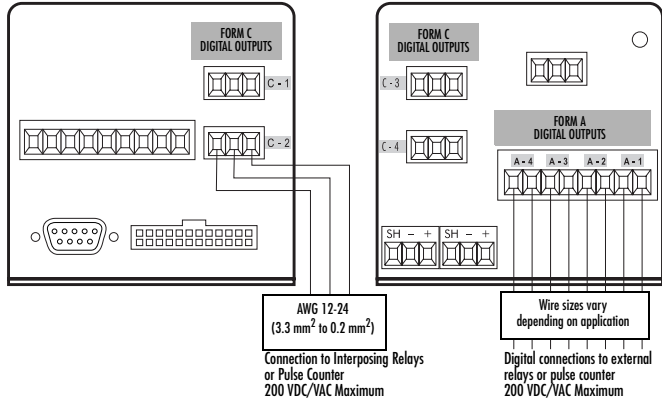 FORM C
DIGITAL OUTPUTS
C - 1
C - 2
AWG 12-24
(3.3 mm² to 0.2 mm²)
Connection to Interposing Relays
or Pulse Counter
200 VDC/VAC Maximum
FORM C
DIGITAL OUTPUTS
C - 3
C - 4
FORM A
DIGITAL OUTPUTS
A - 4 A - 3 A - 2 A - 1
SH − + SH − +
Wire sizes vary
depending on application
Digital connections to external
relays or pulse counter
200 VDC/VAC Maximum